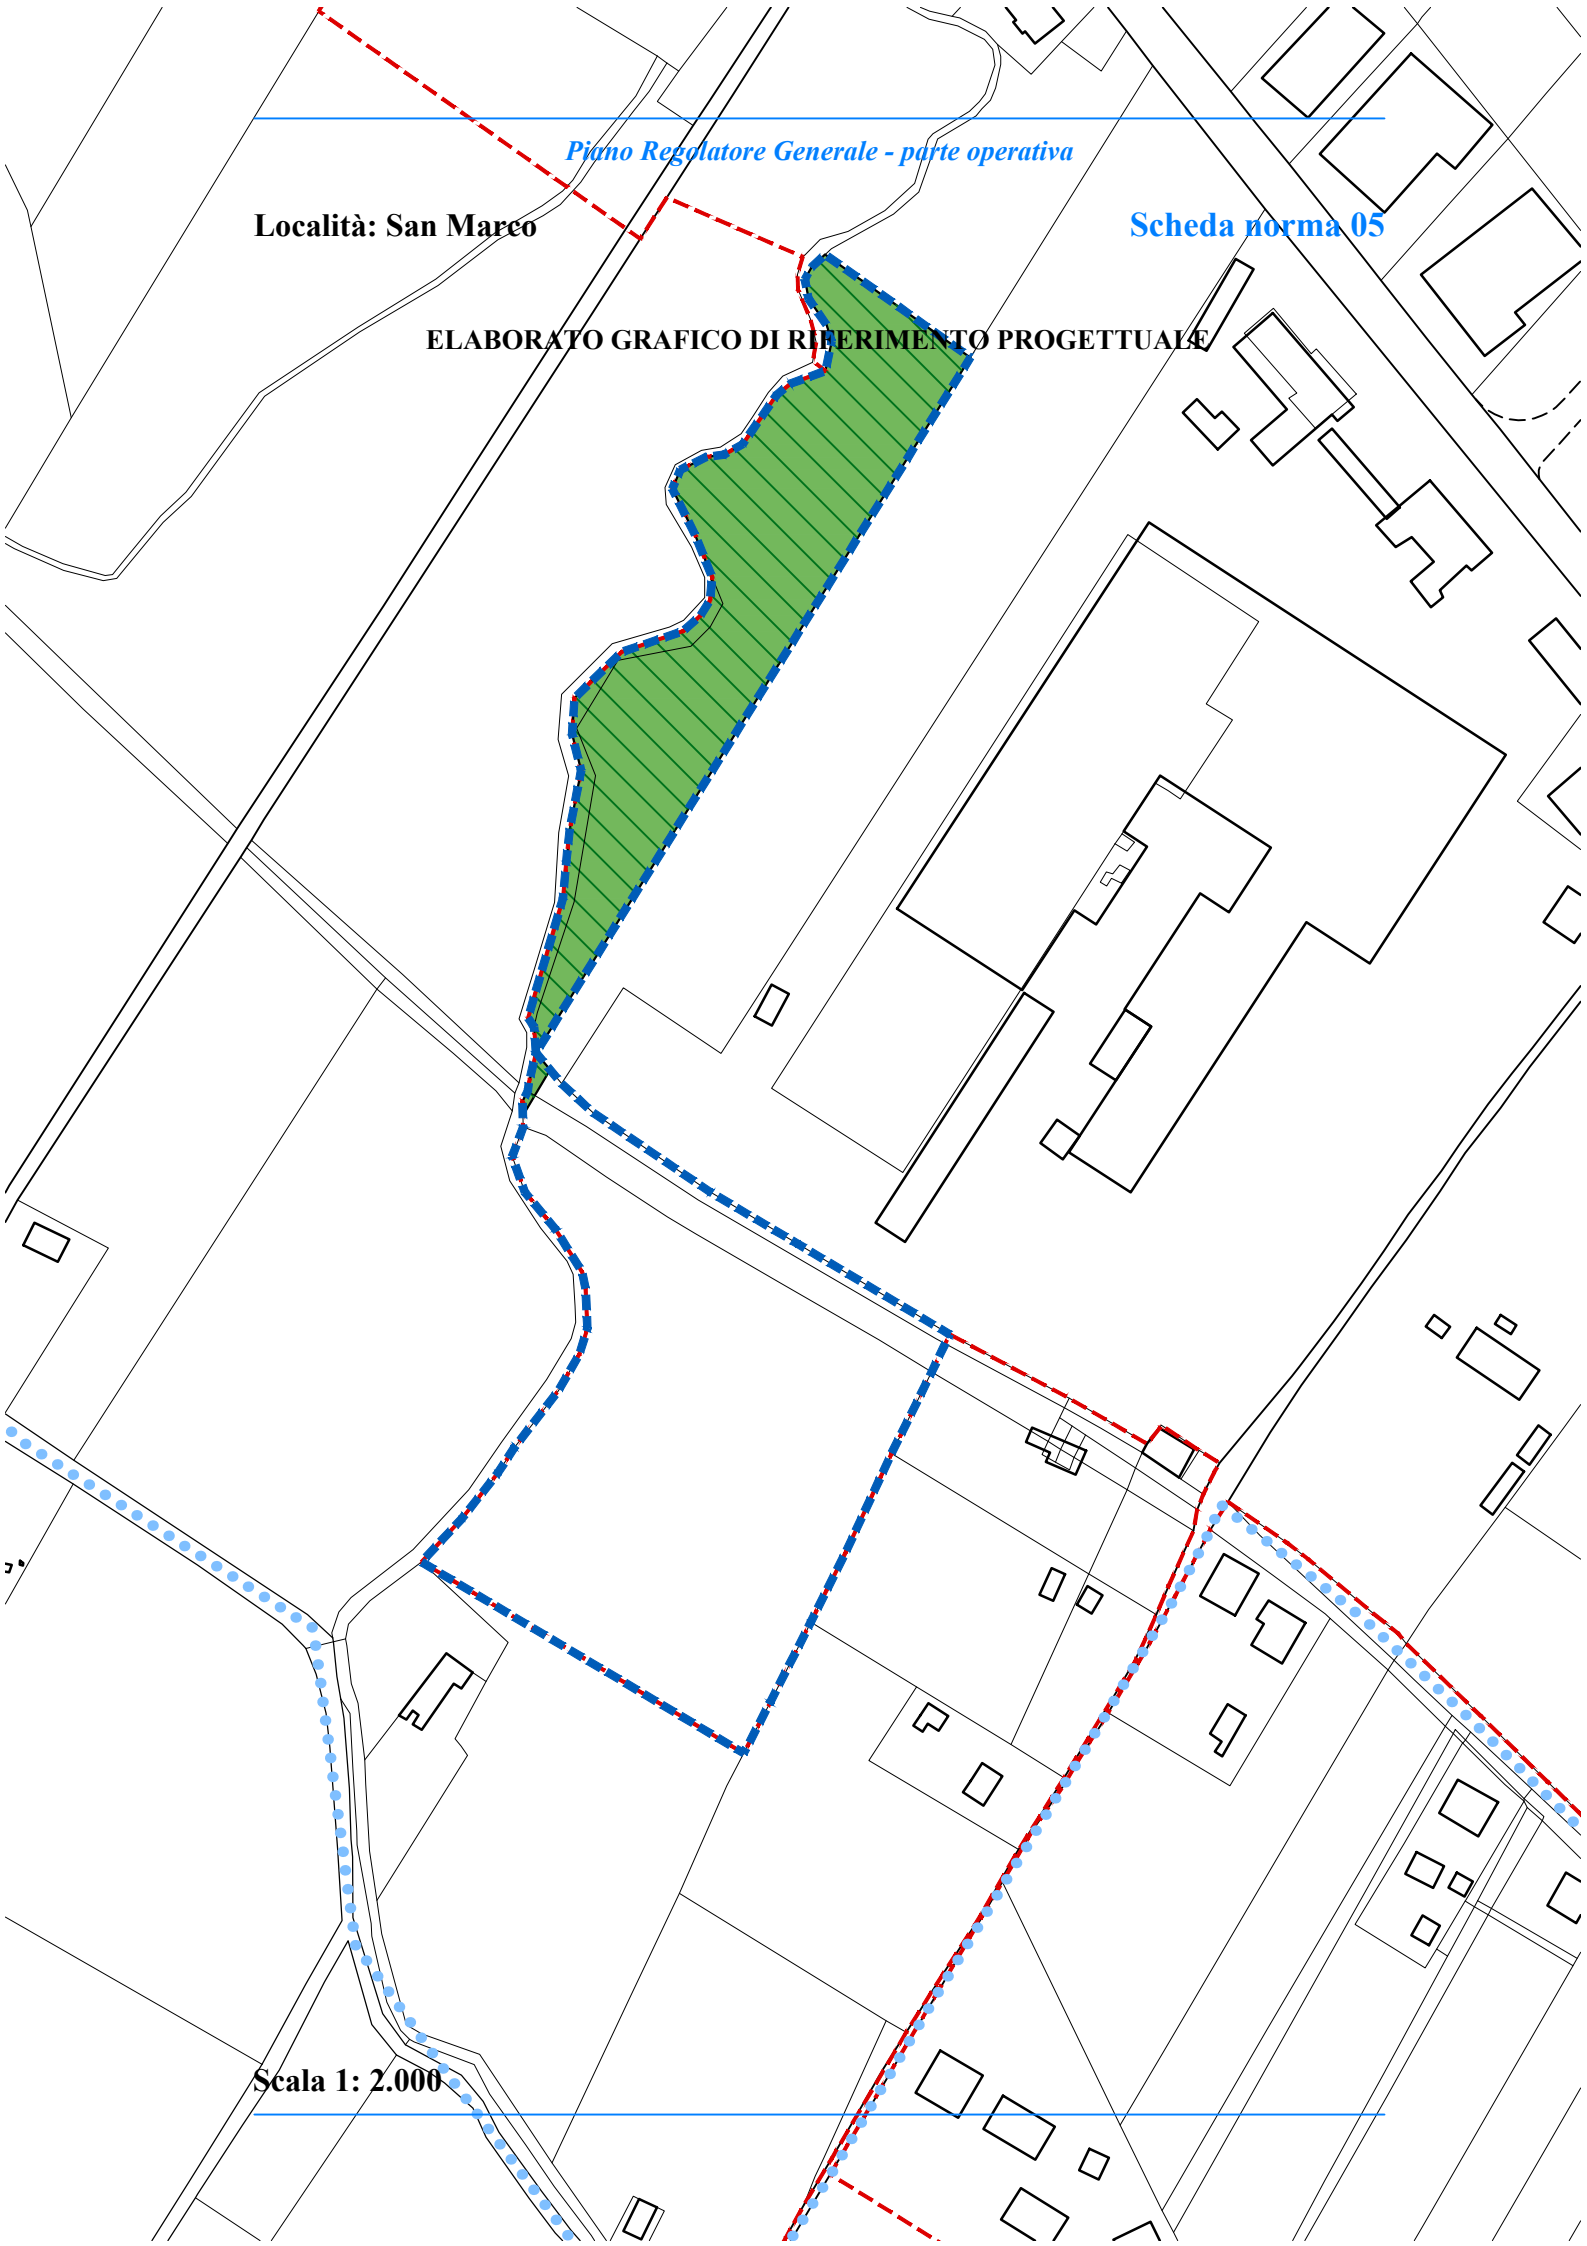 Piano Regolatore Generale - parte operativa
Località: San Marco
Scheda norma 05
ELABORATO GRAFICO DI RIFERIMENTO PROGETTUALE
Scala 1: 2.000